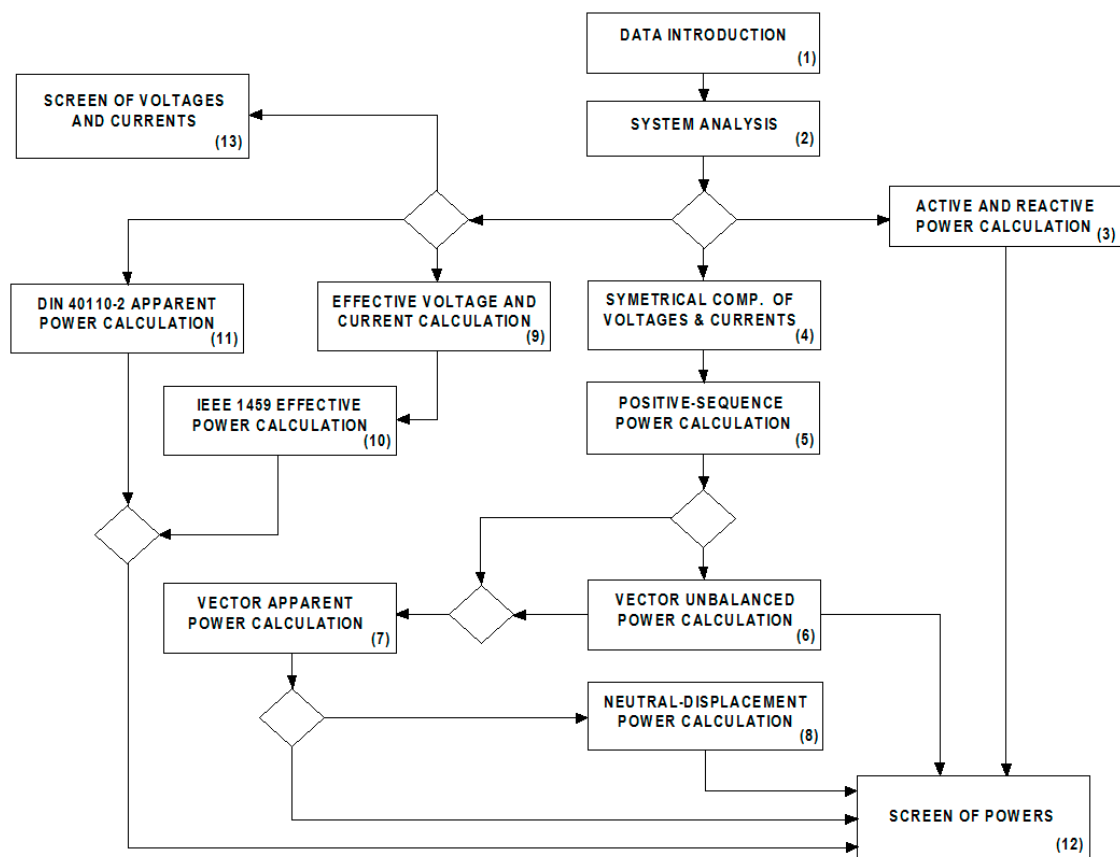 DATA INTRODUCTION
(1)
SCREEN OF VOLTAGES
AND CURRENTS
(13)
SYSTEM ANALYSIS
(2)
ACTIVE AND REACTIVE
POWER CALCULATION
(3)
DIN 40110-2 APPARENT
POWER CALCULATION
(11)
EFFECTIVE VOLTAGE AND
CURRENT CALCULATION
(9)
SYMETRICAL COMP. OF
VOLTAGES & CURRENTS
(4)
IEEE 1459 EFFECTIVE
POWER CALCULATION
(10)
POSITIVE-SEQUENCE
POWER CALCULATION
(5)
VECTOR APPARENT
POWER CALCULATION
(7)
VECTOR UNBALANCED
POWER CALCULATION
(6)
NEUTRAL-DISPLACEMENT
POWER CALCULATION
(8)
SCREEN OF POWERS
(12)